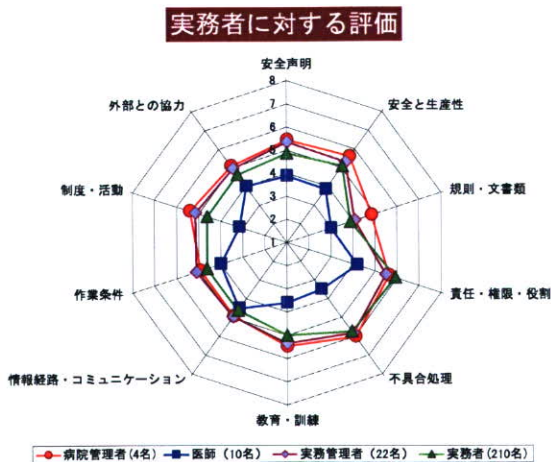 実務者に対する評価
安全声明
安全と生産性
規則・文書類
責任・権限・役割
不具合処理
教育・訓練
情報経路・コミュニケーション
作業条件
制度・活動
外部との協力
8
7
6
5
4
3
2
1
病院管理者(4名) 医師（10名） 実務管理者（22名） 実務者(210名)